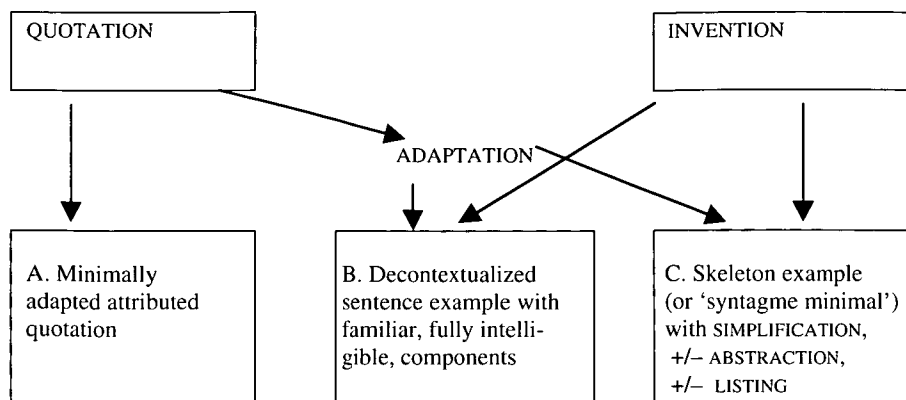 QUOTATION
INVENTION
ADAPTATION
A. Minimally
adapted attributed
quotation
B. Decontextualized
sentence example with
familiar, fully intelli-
gible, components
C. Skeleton example
(or ‘syntagme minimal’)
with SIMPLIFICATION,
+/– ABSTRACTION,
+/– LISTING